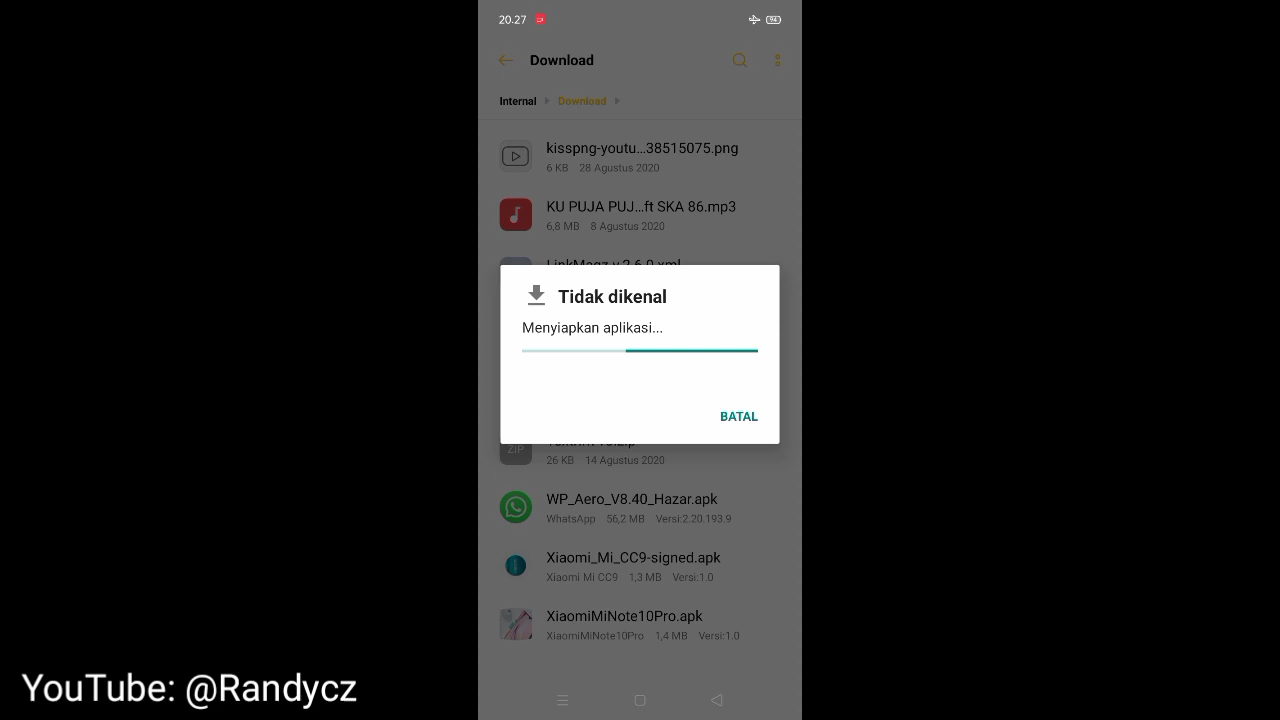 20.27
94
Download
Internal
Download
kisspng-youtu...38515075.png
6 KB 28 Agustus 2020
KU PUJA PUJ...ft SKA 86.mp3
6,8 MB 8 Agustus 2020
Tidak dikenal
Menyiapkan aplikasi...
BATAL
ZIP
26 KB 14 Agustus 2020
WP_Aero_V8.40_Hazar.apk
WhatsApp 56,2 MB Versi:2.20.193.9
Xiaomi_Mi_CC9-signed.apk
Xiaomi Mi CC9 1,3 MB Versi:1.0
XiaomiMiNote10Pro.apk
XiaomiMiNote10Pro 1,4 MB Versi:1.0
YouTube: @Randycz